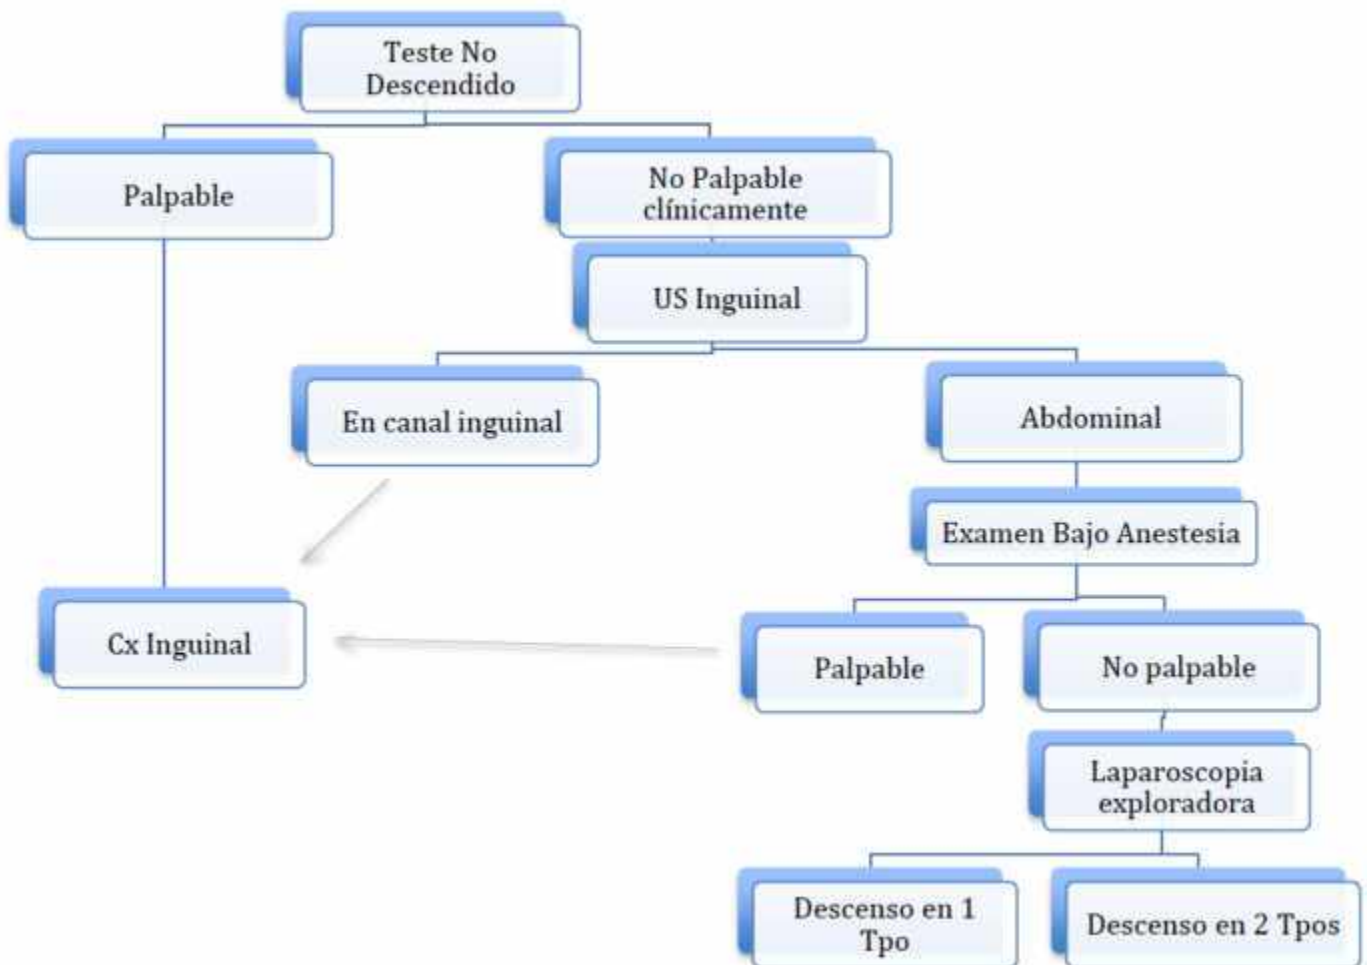 Teste No
Descendido
Palpable
No Palpable
clínicamente
US Inguinal
En canal inguinal
Abdominal
Examen Bajo Anestesia
Cx Inguinal
Palpable
No palpable
Laparoscopia
exploradora
Descenso en 1
Tpo
Descenso en 2 Tpos